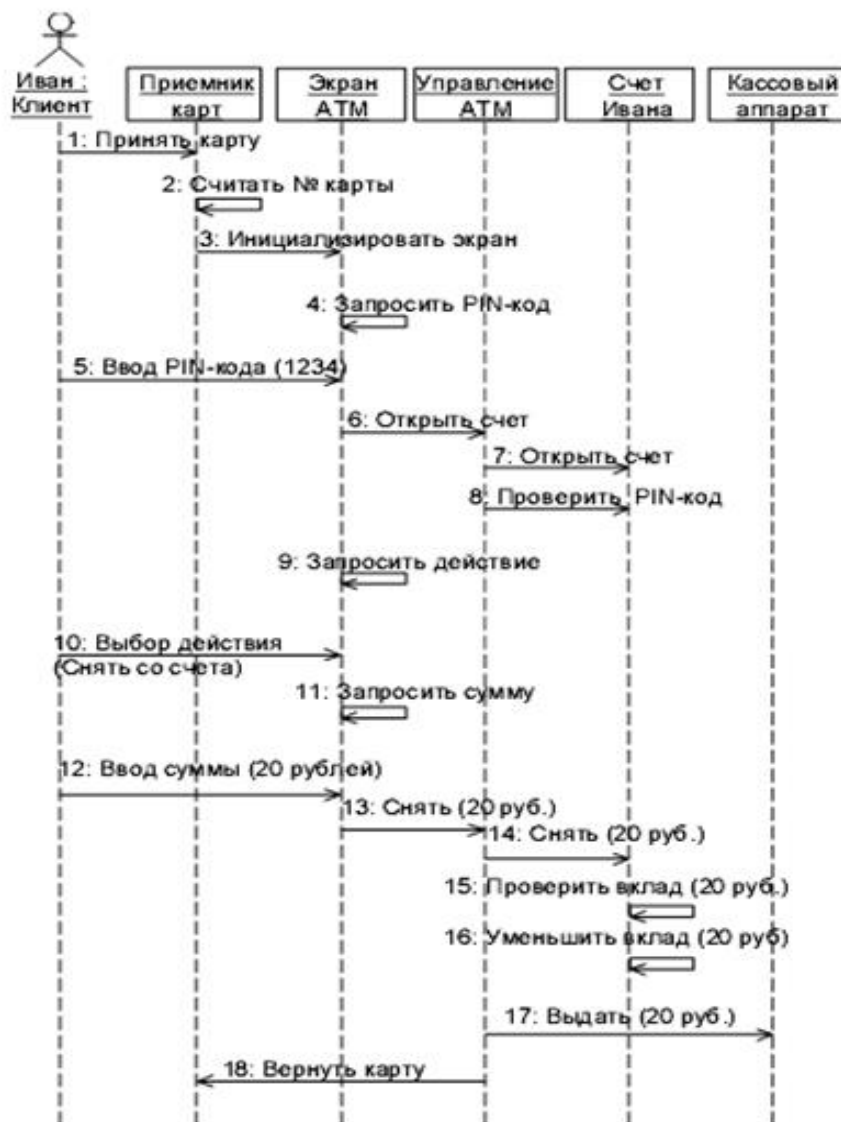 Иван :
Клиент
Приемник
карт
Экран
АТМ
Управление
АТМ
Счет
Ивана
Кассовый
аппарат
1: Принять карту
2: Считать № карты
3: Инициализировать экран
4: Запросить PIN-код
5: Ввод PIN-кода (1234)
6: Открыть счет
7: Открыть счет
8: Проверить PIN-код
9: Запросить действие
10: Выбор действия
(Снять со счета)
11: Запросить сумму
12: Ввод суммы (20 рублей)
13: Снять (20 руб.)
14: Снять (20 руб.)
15: Проверить вклад (20 руб.)
16: Уменьшить вклад (20 руб)
17: Выдать (20 руб.)
18: Вернуть карту